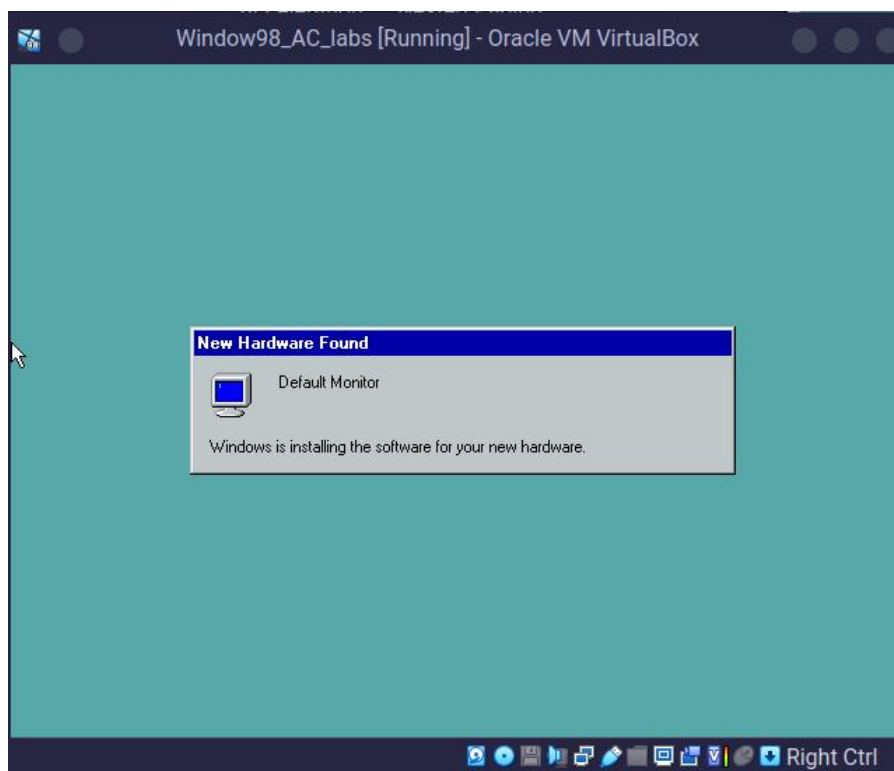 Window98_AC_labs [Running] - Oracle VM VirtualBox
New Hardware Found
Default Monitor
Windows is installing the software for your new hardware.
Right Ctrl